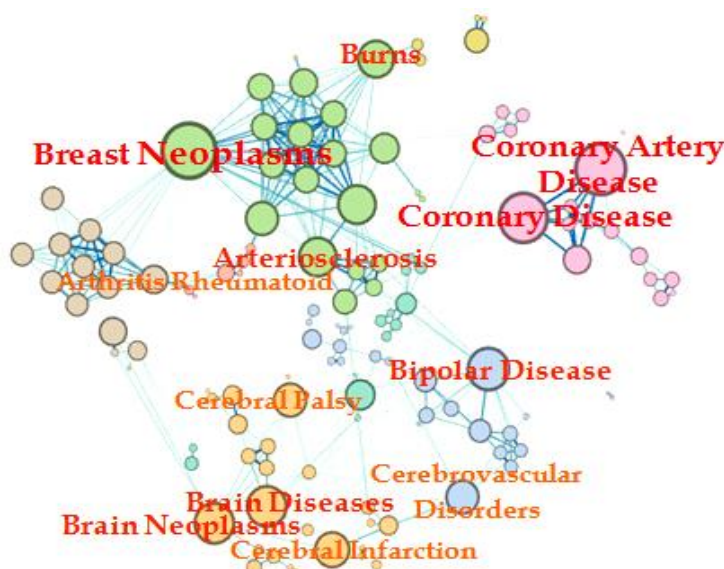 Burns
Breast Neoplasms
Coronary Artery
Disease
Coronary Disease
Arteriosclerosis
Arthritis Rheumatoid
Bipolar Disease
Cerebral Palsy
Cerebrovascular
Disorders
Brain Diseases
Brain Neoplasms
Cerebral Infarction